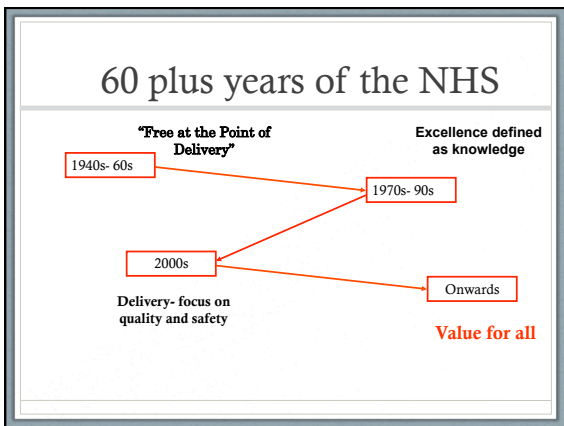 60 plus years of the NHS
“Free at the Point of
Delivery”
1940s- 60s
Excellence defined
as knowledge
1970s- 90s
2000s
Delivery- focus on
quality and safety
Onwards
Value for all